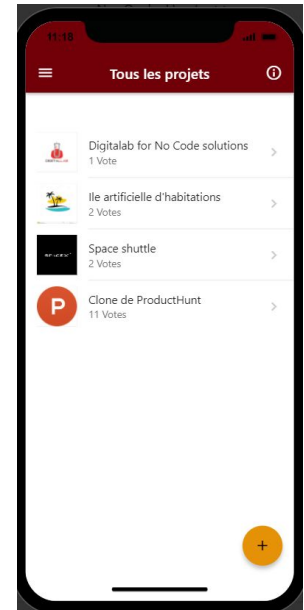 11:18
Tous les projets
Digitalab for No Code solutions
1 Vote
Ile artificielle d'habitations
2 Votes
Space shuttle
2 Votes
P
Clone de ProductHunt
11 Votes
+